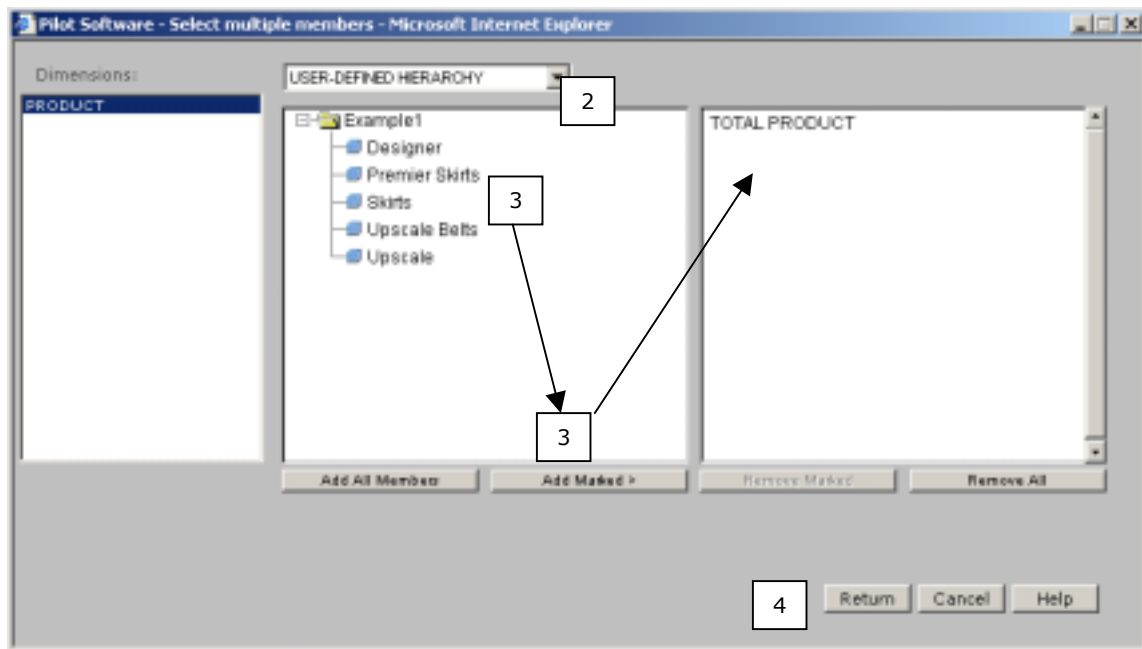 Pilot Software - Select multiple members - Microsoft Internet Explorer
Dimensions:
USER-DEFINED HIERARCHY
2
PRODUCT
Example1
Designer
Premier Skirts
Skirts
Upscale Belts
Upscale
3
3
TOTAL PRODUCT
Add All Members
Add Marked >
Remove Marked
Remove All
4
Return
Cancel
Help